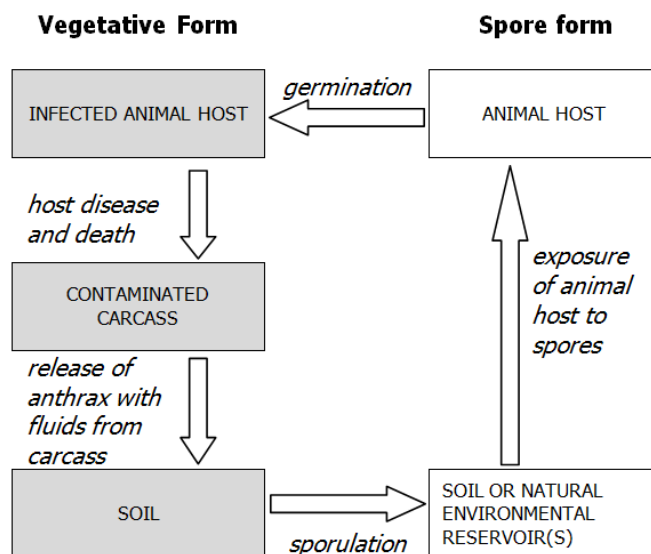 Vegetative Form
Spore form
germination
INFECTED ANIMAL HOST
ANIMAL HOST
host disease
and death
exposure
of animal
host to
spores
CONTAMINATED
CARCASS
release of
anthrax with
fluids from
carcass
SOIL
SOIL OR NATURAL
ENVIRONMENTAL
RESERVOIR(S)
sporulation